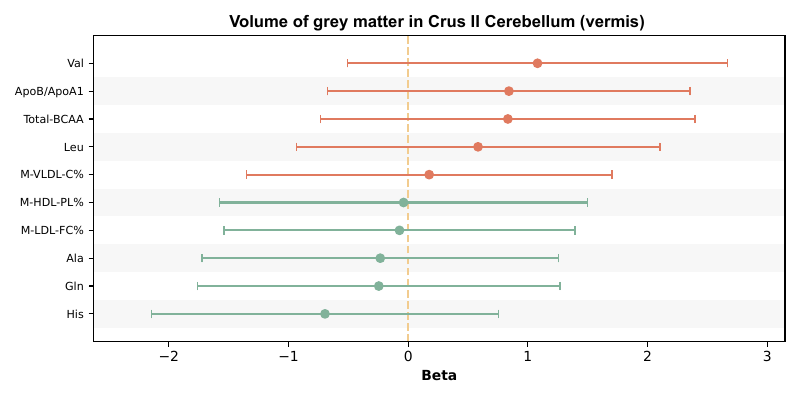 Volume of grey matter in Crus II Cerebellum (vermis)
Val
ApoB/ApoA1
Total-BCAA
Leu
M-VLDL-C%
M-HDL-PL%
M-LDL-FC%
Ala
Gln
His
−2 −1 0 1 2 3
Beta